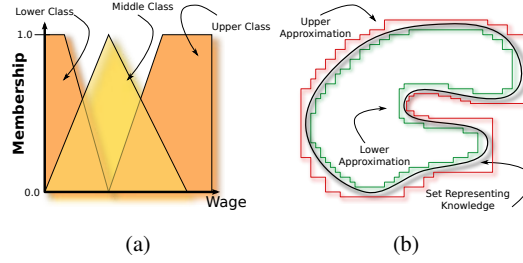 Lower Class
Middle Class
Upper Class
1.0
Membership
0.0
Wage
(a)
Upper
Approximation
Lower
Approximation
Set Representing
Knowledge
(b)